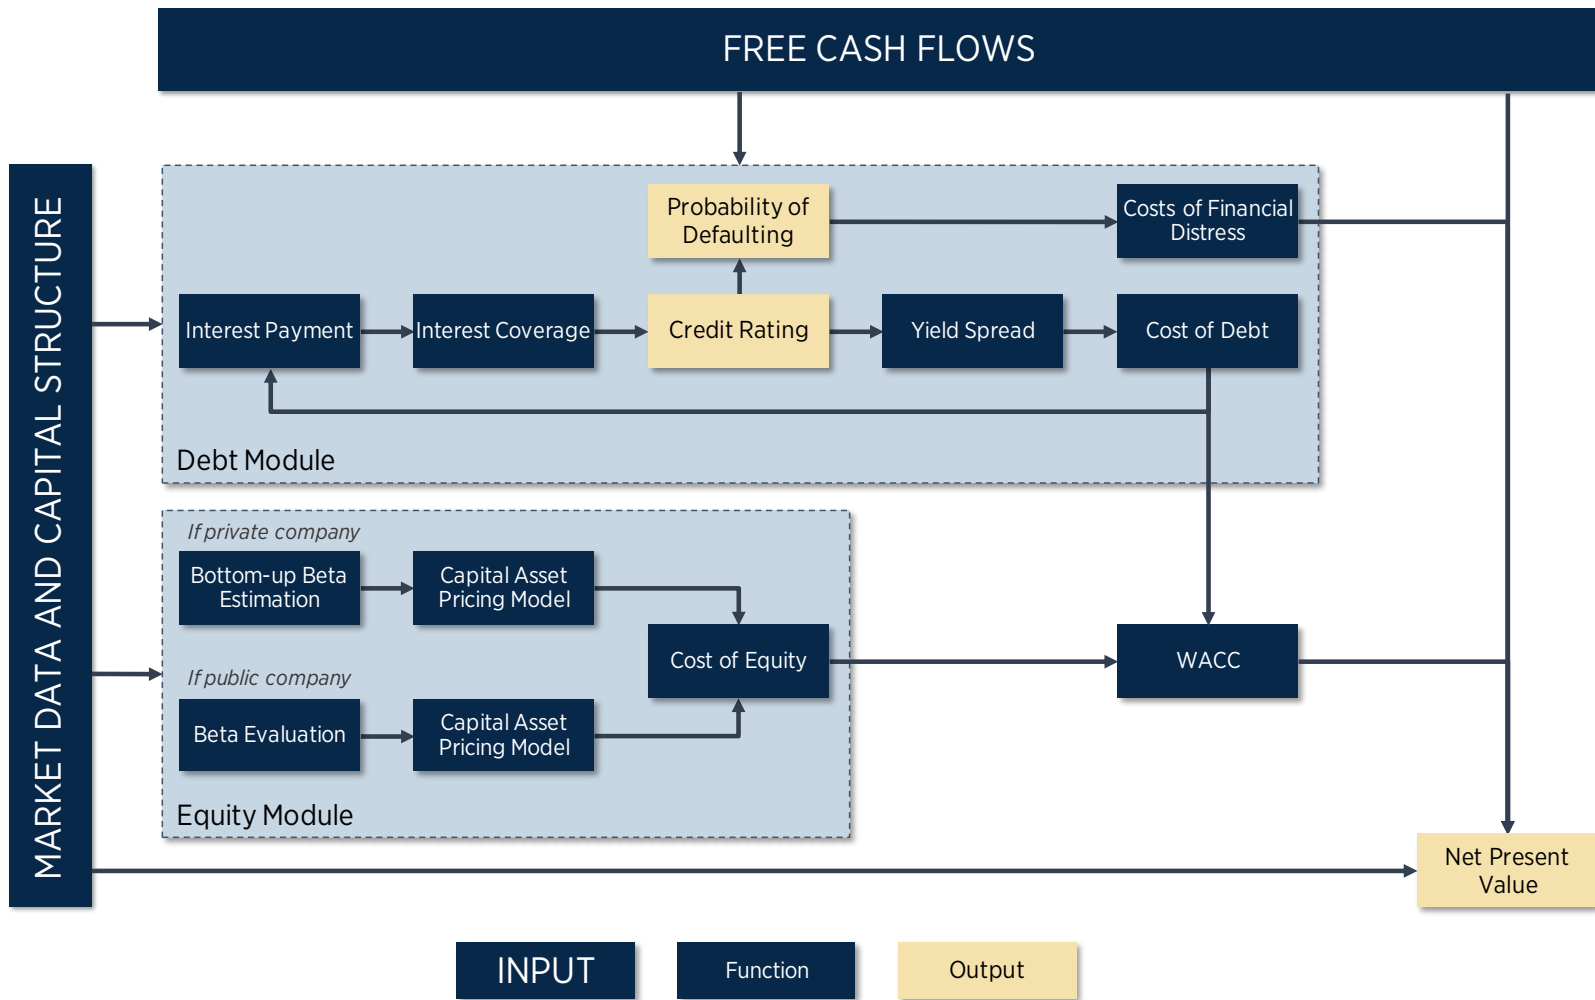 FREE CASH FLOWS
MARKET DATA AND CAPITAL STRUCTURE
Probability of
Defaulting
Costs of Financial
Distress
Interest Payment
Interest Coverage
Credit Rating
Yield Spread
Cost of Debt
Debt Module
If private company
Bottom-up Beta
Estimation
Capital Asset
Pricing Model
Cost of Equity
WACC
If public company
Beta Evaluation
Capital Asset
Pricing Model
Equity Module
Net Present
Value
INPUT
Function
Output